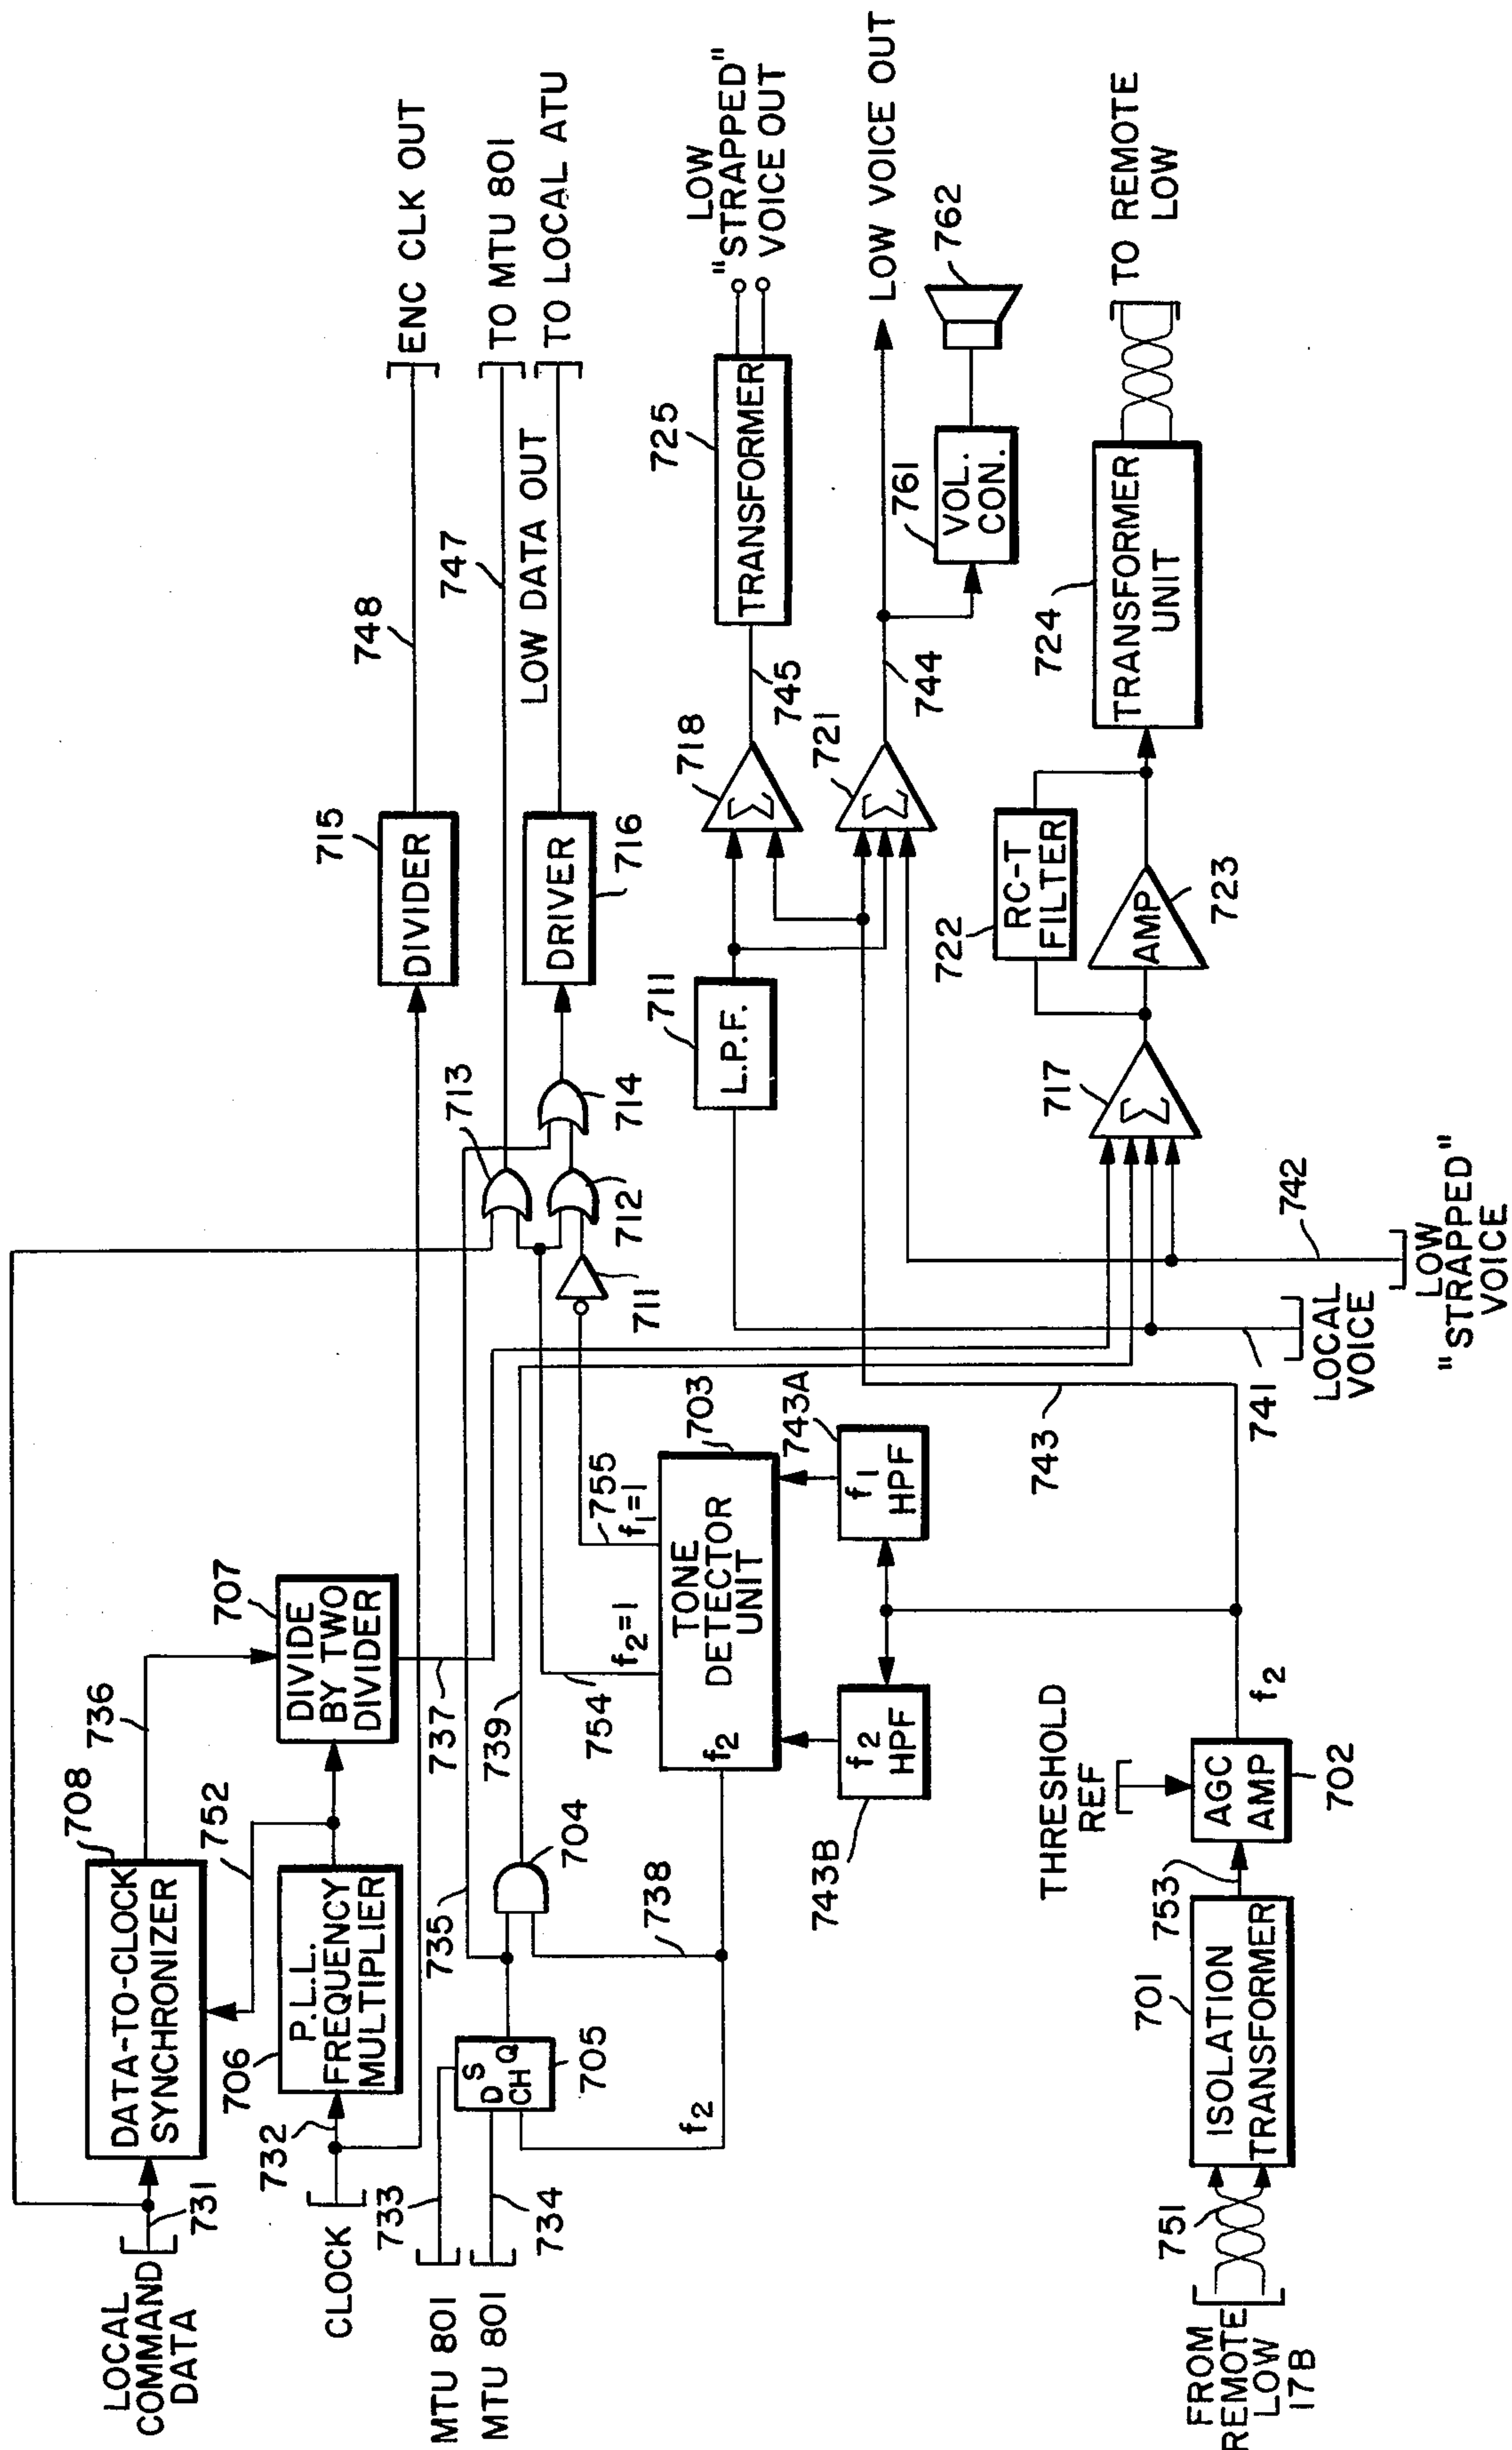 LOCAL
COMMAND
DATA
731
DATA-TO-CLOCK
SYNCHRONIZER
708
736
752
CLOCK
732
706
P.L.L.
FREQUENCY
MULTIPLIER
707
DIVIDE
BY TWO
DIVIDER
737
715
DIVIDER
748
ENC CLK OUT
MTU 801
733
MTU 801
734
D
S
CH
Q
705
f2
735
704
738
739
754
f2=1
755
f1=1
711
712
713
714
DRIVER
716
747
TO MTU 801
LOW DATA OUT
TO LOCAL ATU
f2
TONE
DETECTOR
UNIT
703
f2
HPF
743B
f1
HPF
743A
711
L.P.F.
718
Σ
745
725
TRANSFORMER
LOW
"STRAPPED"
VOICE OUT
721
Σ
744
LOW VOICE OUT
761
VOL.
CON.
762
FROM
REMOTE
LOW
17B
751
701
ISOLATION
TRANSFORMER
753
THRESHOLD
REF
AGC
AMP
702
f2
743
741
LOCAL
VOICE
742
LOW
"STRAPPED"
VOICE
717
Σ
722
RC-T
FILTER
AMP
723
724
TRANSFORMER
UNIT
TO REMOTE
LOW